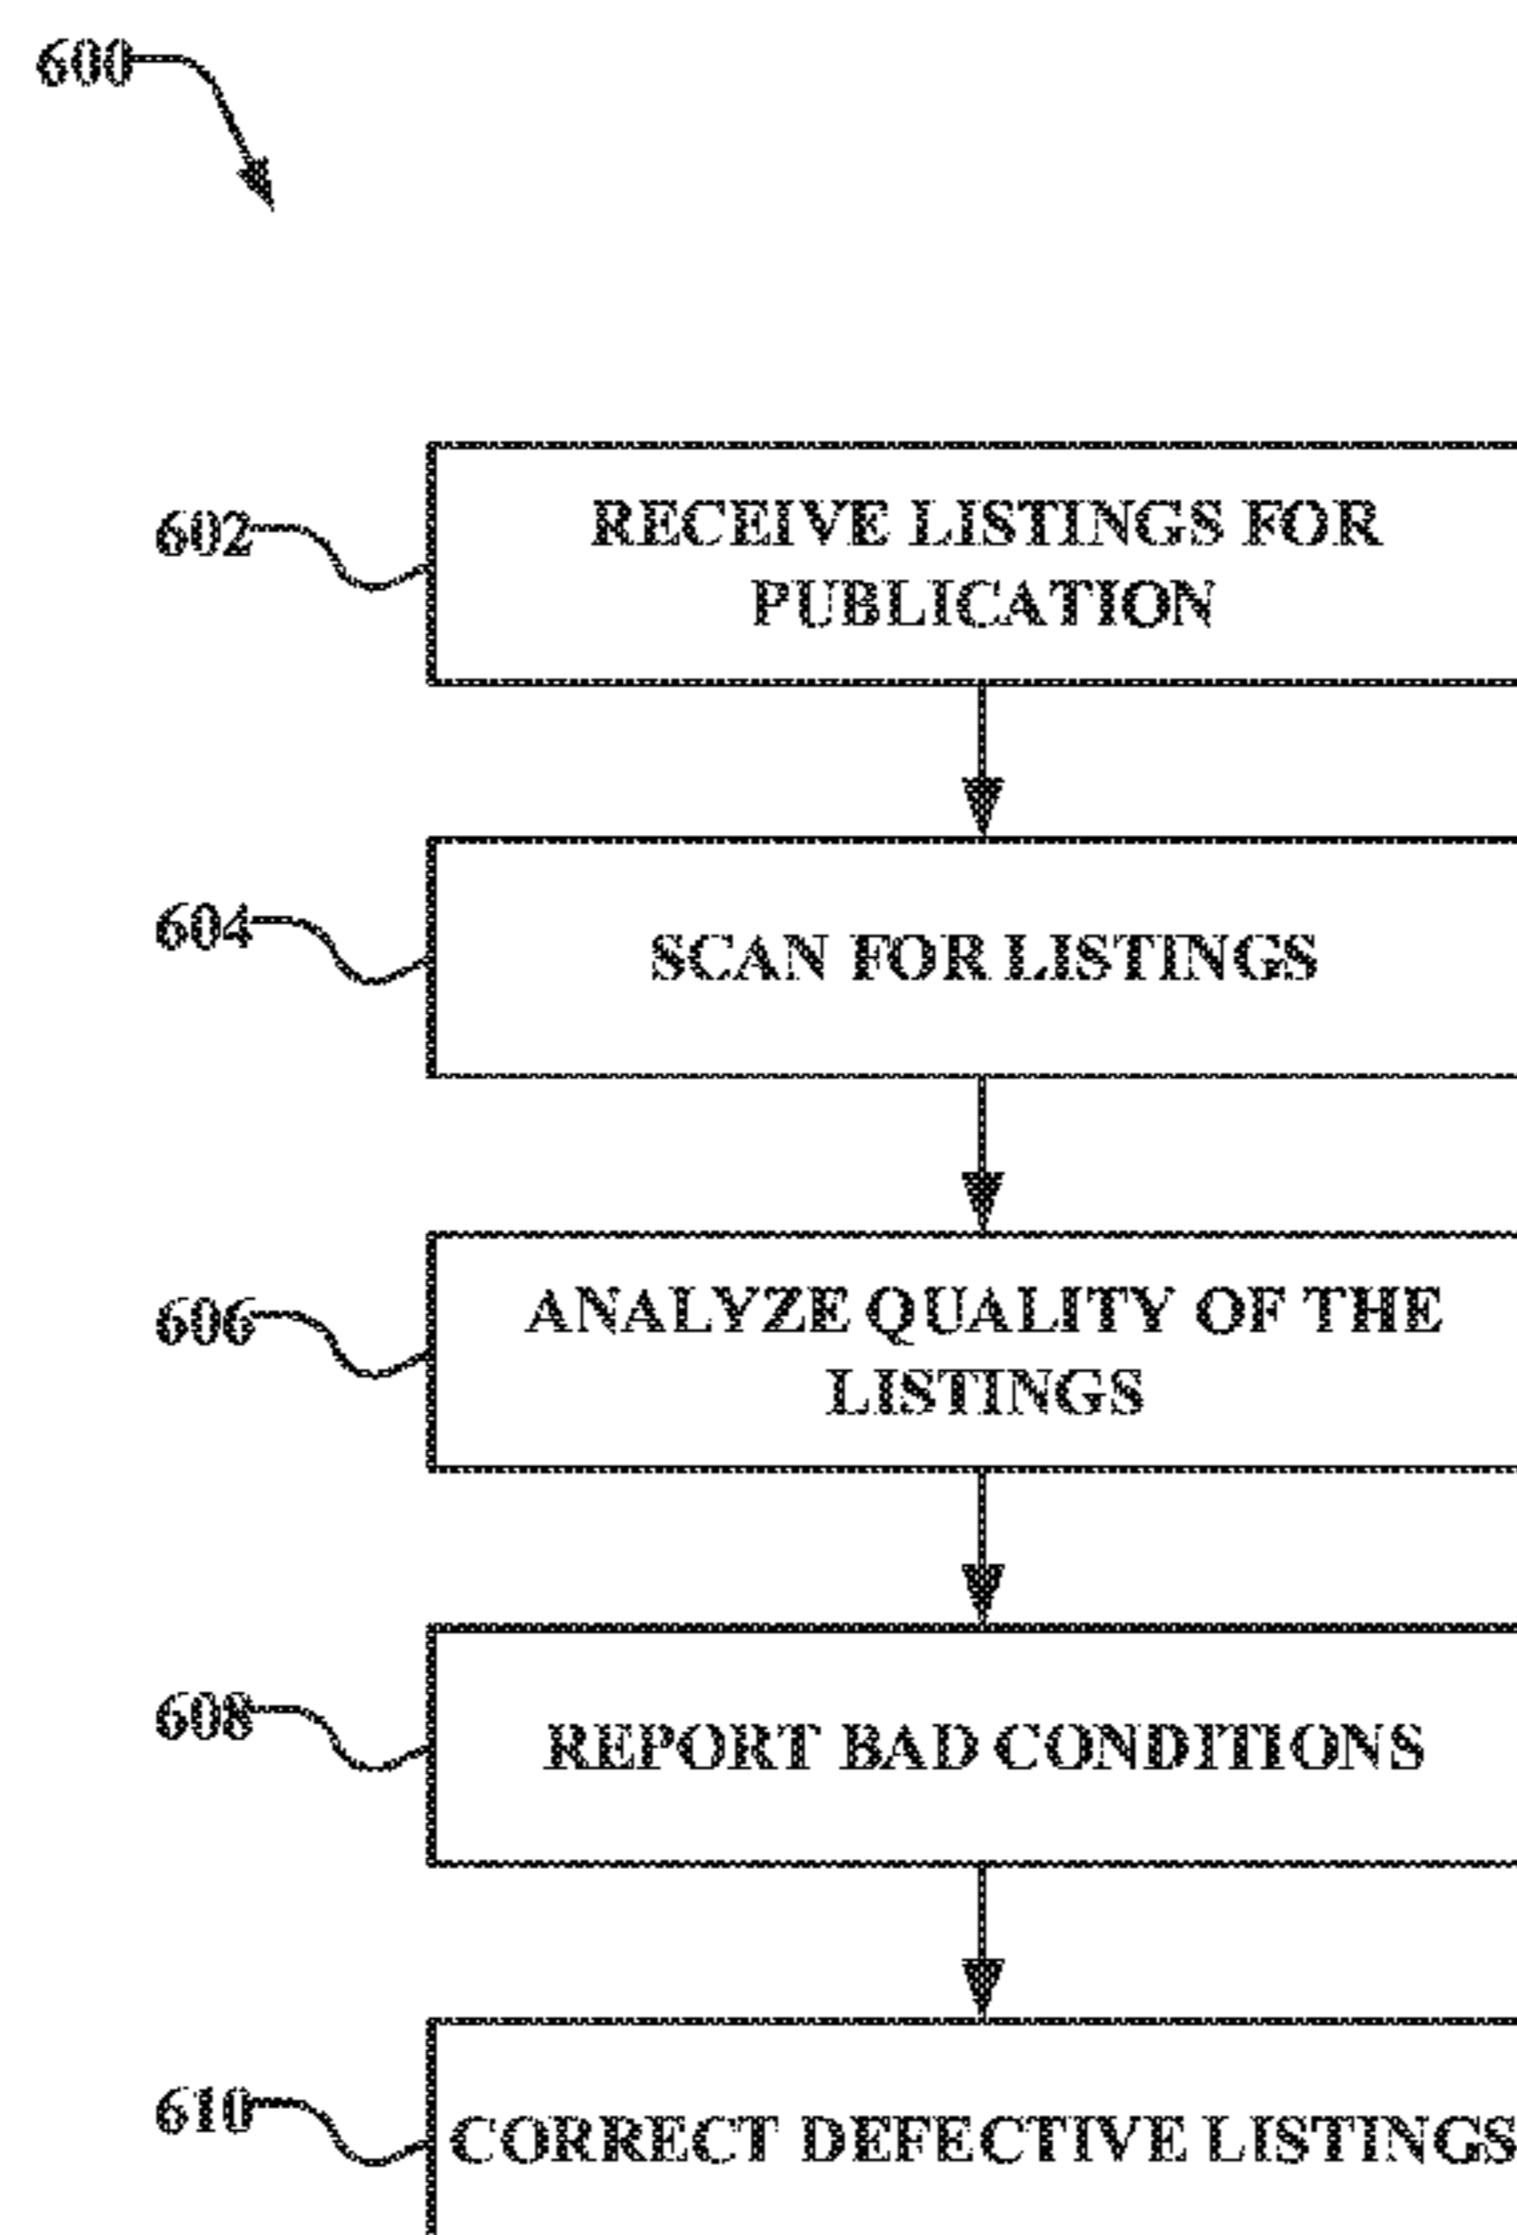 600
602
RECEIVE LISTINGS FOR
PUBLICATION
604
SCAN FOR LISTINGS
606
ANALYZE QUALITY OF THE
LISTINGS
608
REPORT BAD CONDITIONS
610
CORRECT DEFECTIVE LISTINGS